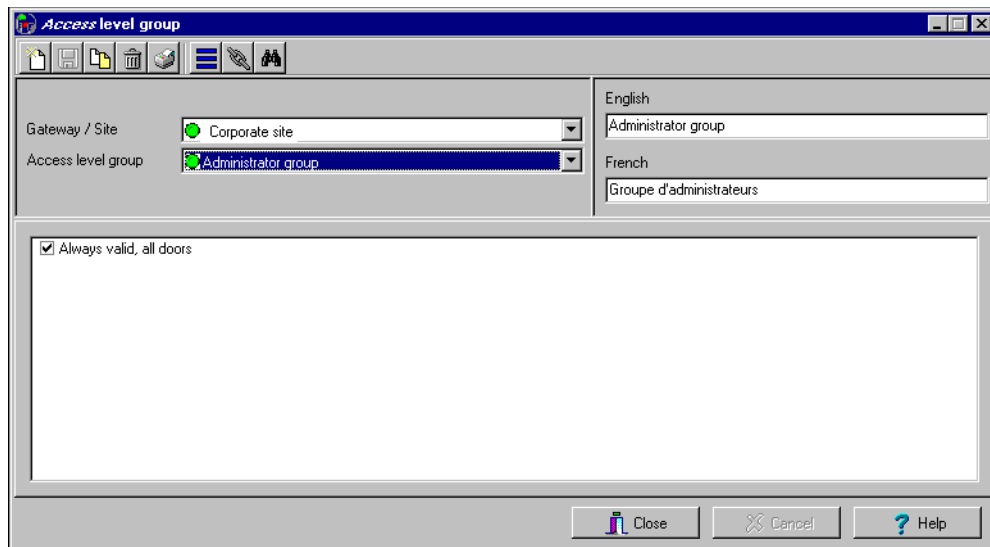 Access level group
English
Gateway / Site
Corporate site
Administrator group
Access level group
Administrator group
French
Groupe d'administrateurs
Always valid, all doors
Close
Cancel
? Help